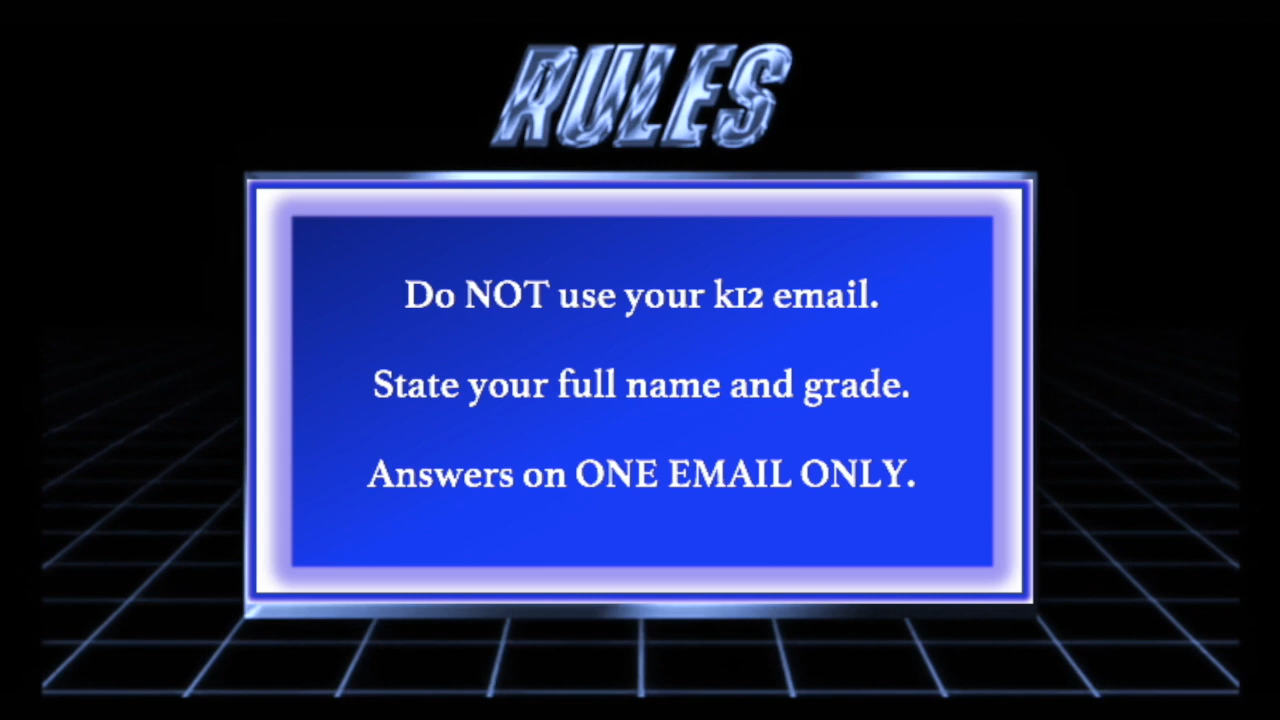 RULES
Do NOT use your k12 email.
State your full name and grade.
Answers on ONE EMAIL ONLY.